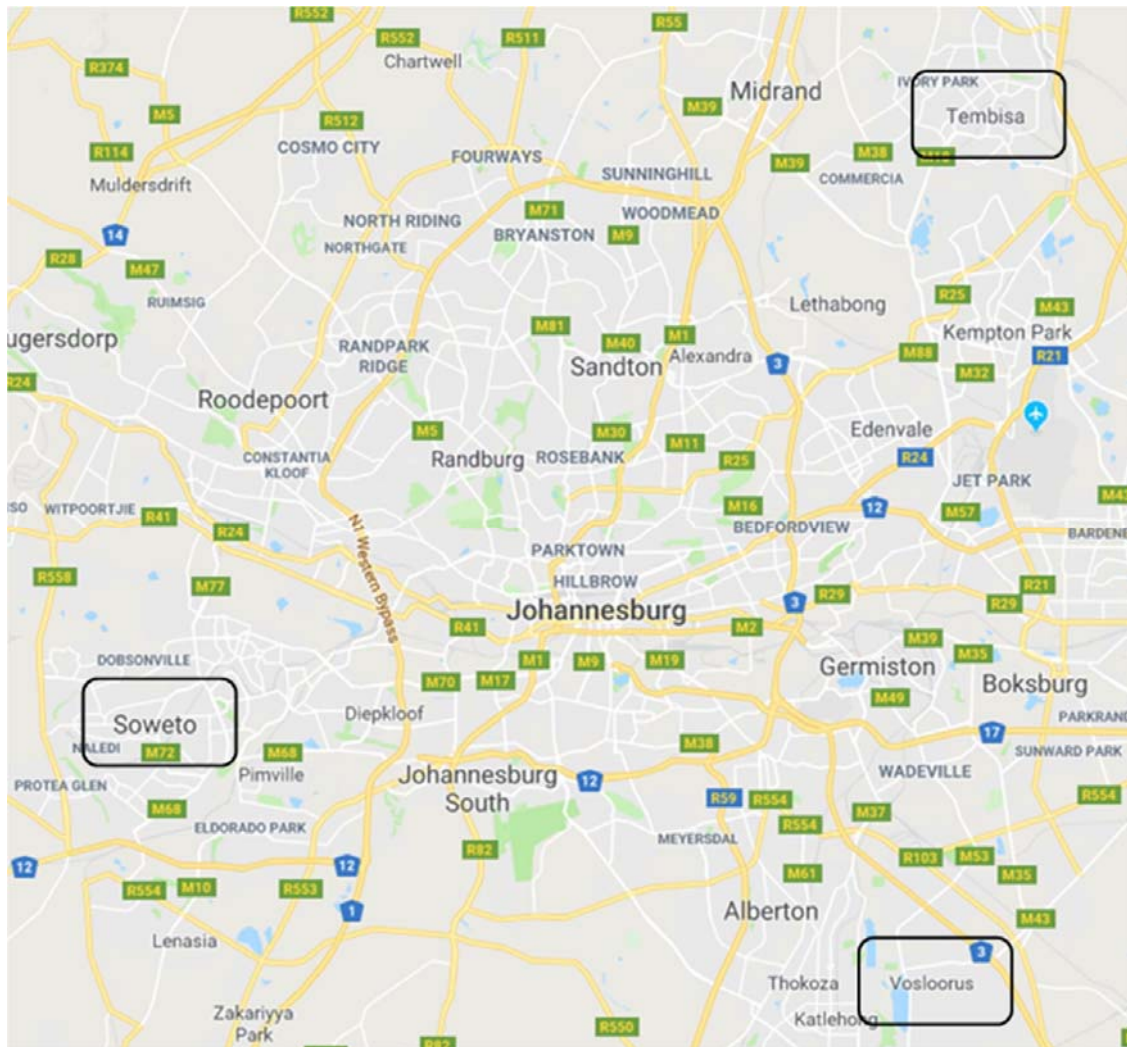 R552
R552
R511
R55
Chartwell
R374
Midrand
IVORY PARK
M39
Tembisa
M5
R512
COSMO CITY
R114
FOURWAYS
M39
M38
SUNNINGHILL
COMMERCIA
Muldersdrift
M71
WOODMEAD
NORTH RIDING
14
BRYANSTON
M9
NORTHGATE
R28
M47
RUIMSIG
Lethabong
R25
M43
M81
M1
Kempton Park
ugersdorp
RANDPARK
RIDGE
M40
Alexandra
M88
R21
Sandton
3
M32
R24
Roodepoort
M5
M30
M11
Edenvale
CONSTANTIA
KLOOF
Randburg
ROSEBANK
R25
R24
JET PARK
M43
WITPOORTJIE
M16
12
M57
R41
R24
BEDFORDVIEW
BARDENE
N1 Western Bypass
PARKTOWN
R558
M77
HILLBROW
R29
R21
R29
Johannesburg
3
R41
M2
M39
DOBSONVILLE
M1
M9
M19
Germiston
M35
M70
M17
Boksburg
M49
Soweto
Diepkloof
PARKRAND
17
NALEDI
M72
M68
M38
SUNWARD PARK
Pimville
Johannesburg
South
12
WADEVILLE
PROTEA GLEN
R59
R554
R554
M68
M37
ELDORADO PARK
R554
MEYERSDAL
R82
R103
M53
12
12
M61
M35
R554
M10
R553
1
Alberton
M43
Lenasia
3
Thokoza
Vosloorus
Zakariyya
Park
Katlehong
R550
R82